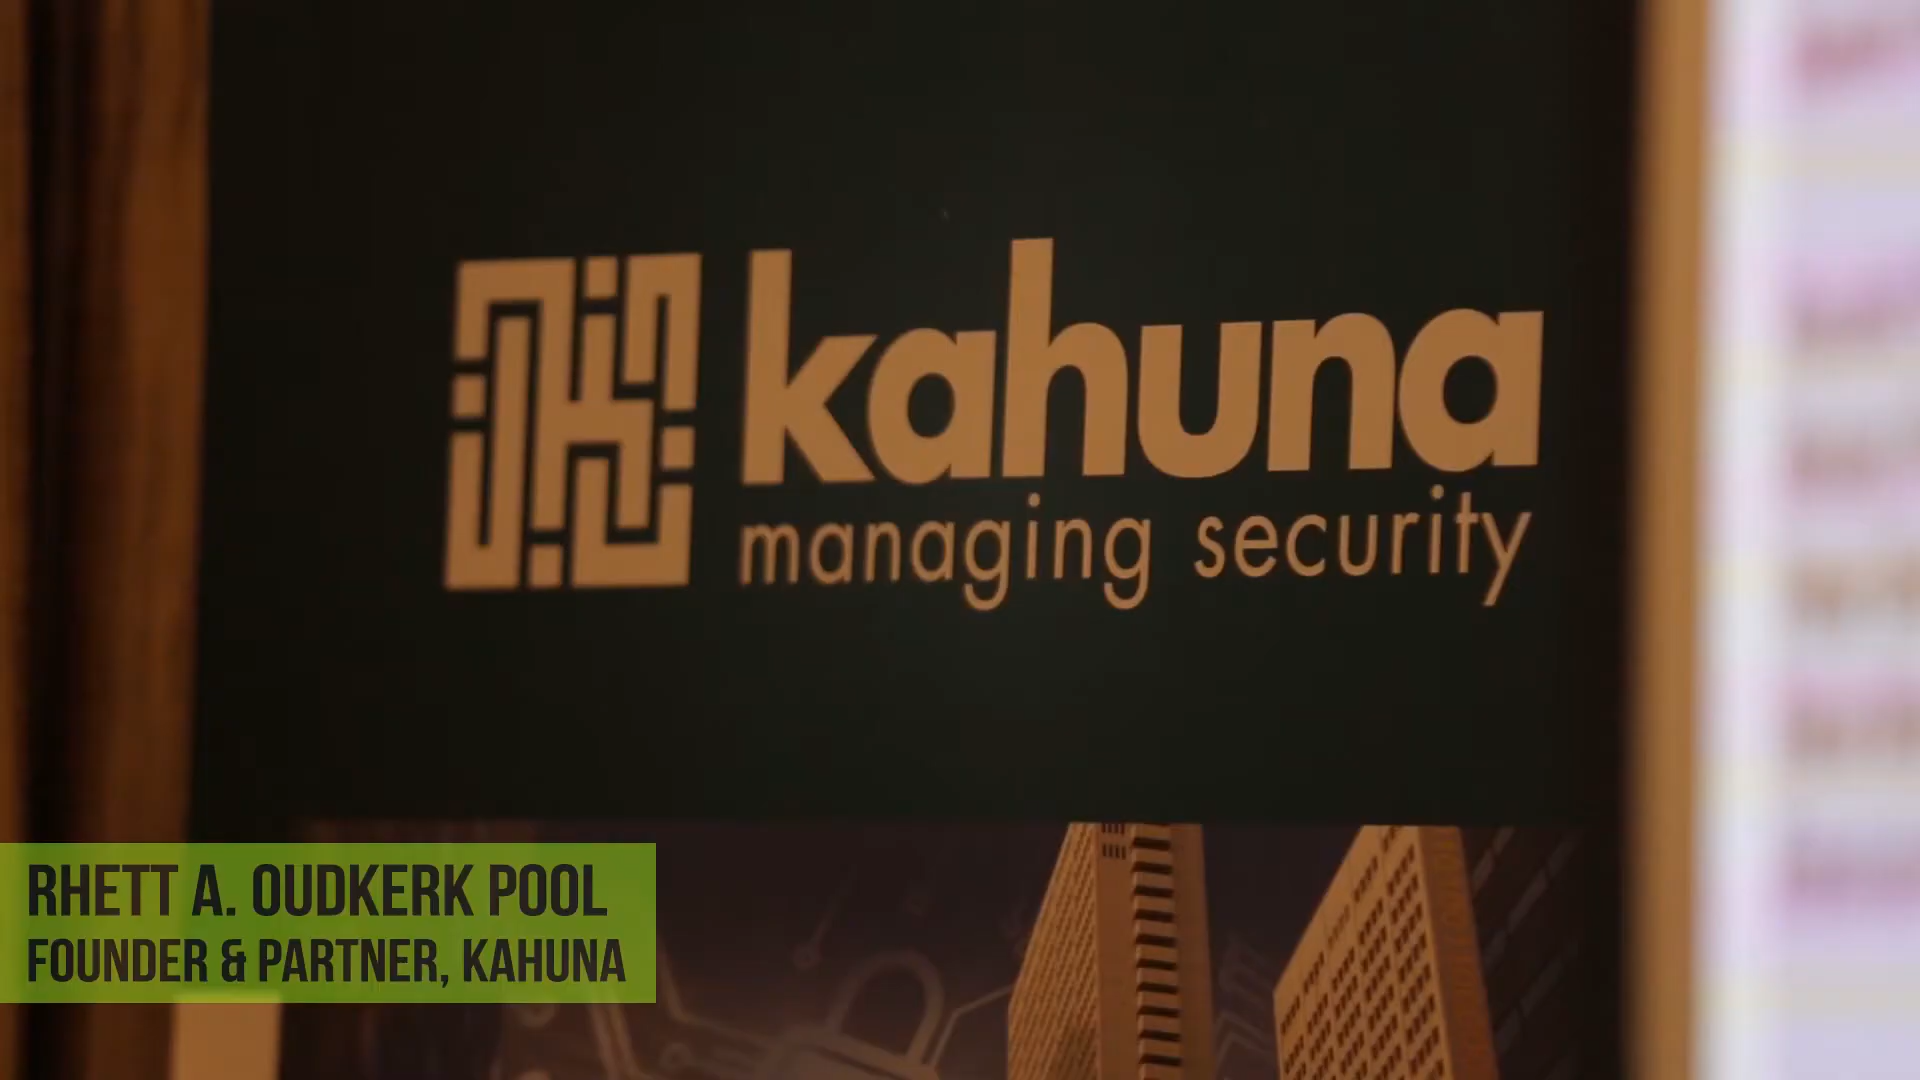 kahuna
managing security
RHETT A. OUDKERK POOL
FOUNDER & PARTNER, KAHUNA